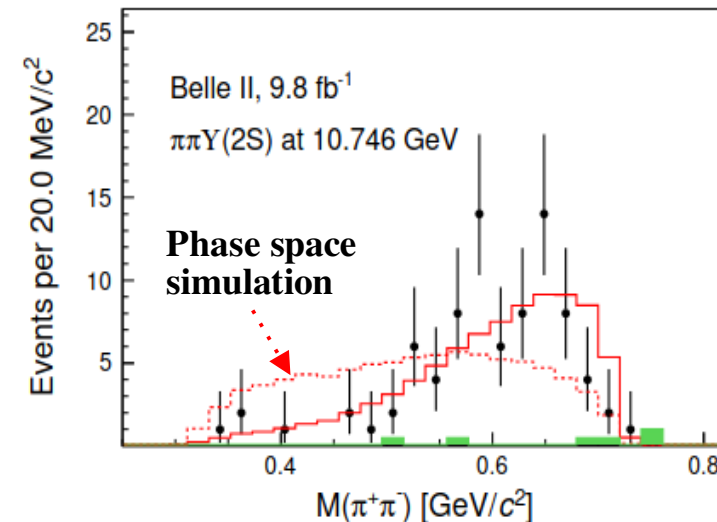 Events per 20.0 MeV/c²
25
20
15
10
5
Belle II, 9.8 fb⁻¹
ππΥ(2S) at 10.746 GeV
Phase space
simulation
0.4
0.6
0.8
M(π⁺π⁻) [GeV/c²]